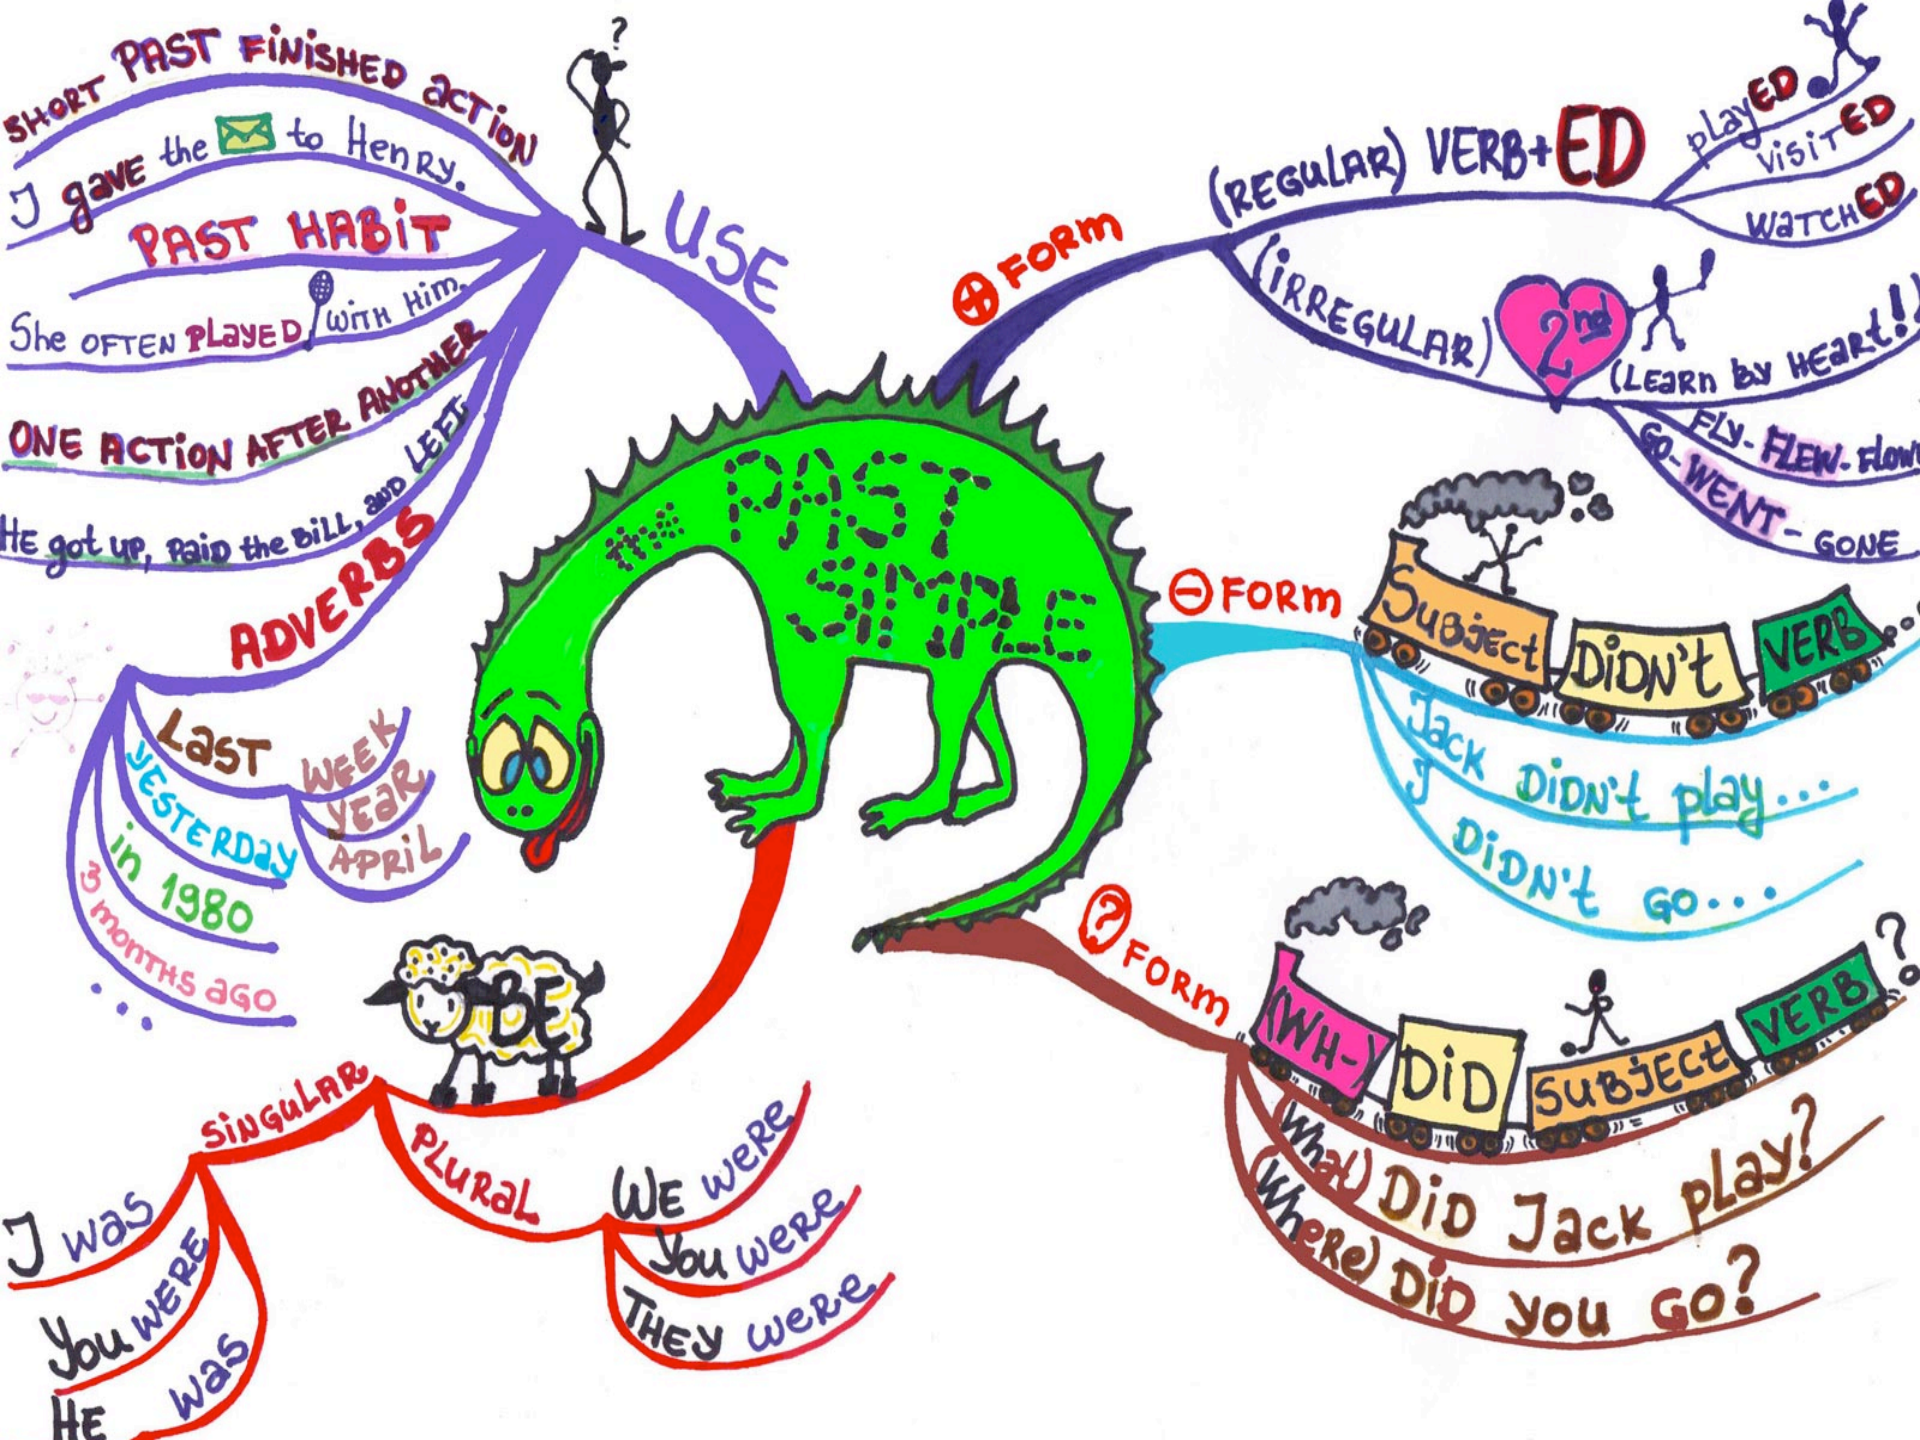 THE PAST
SIMPLE
USE
?
SHORT PAST FINISHED ACTION
I gave the to Henry.
PAST HABIT
She OFTEN PLAYED WITH HIM.
ONE ACTION AFTER ANOTHER
HE got up, PaiD the BiLL, and LEFT
ADVERBS
LAST
WEEK
YEAR
APRIL
YESTERDAY
in 1980
3 MONTHS AGO
...
+ FORM
(REGULAR) VERB+ED
playED
VISITED
WATCHED
(IRREGULAR) 2nd (LEARN BY HEART!!
FLY - FLEW - FLOWN
GO - WENT - GONE
- FORM
SUBJECT DIDN'T VERB
Jack DIDN'T play...
I DIDN'T GO...
? FORM
(WH-) DID SUBJECT VERB ?
(What) DID Jack play?
(WheRe) DID you GO?
BE
SINGULAR
I was
You WERE
HE was
PLURAL
WE were
You were
THEY were